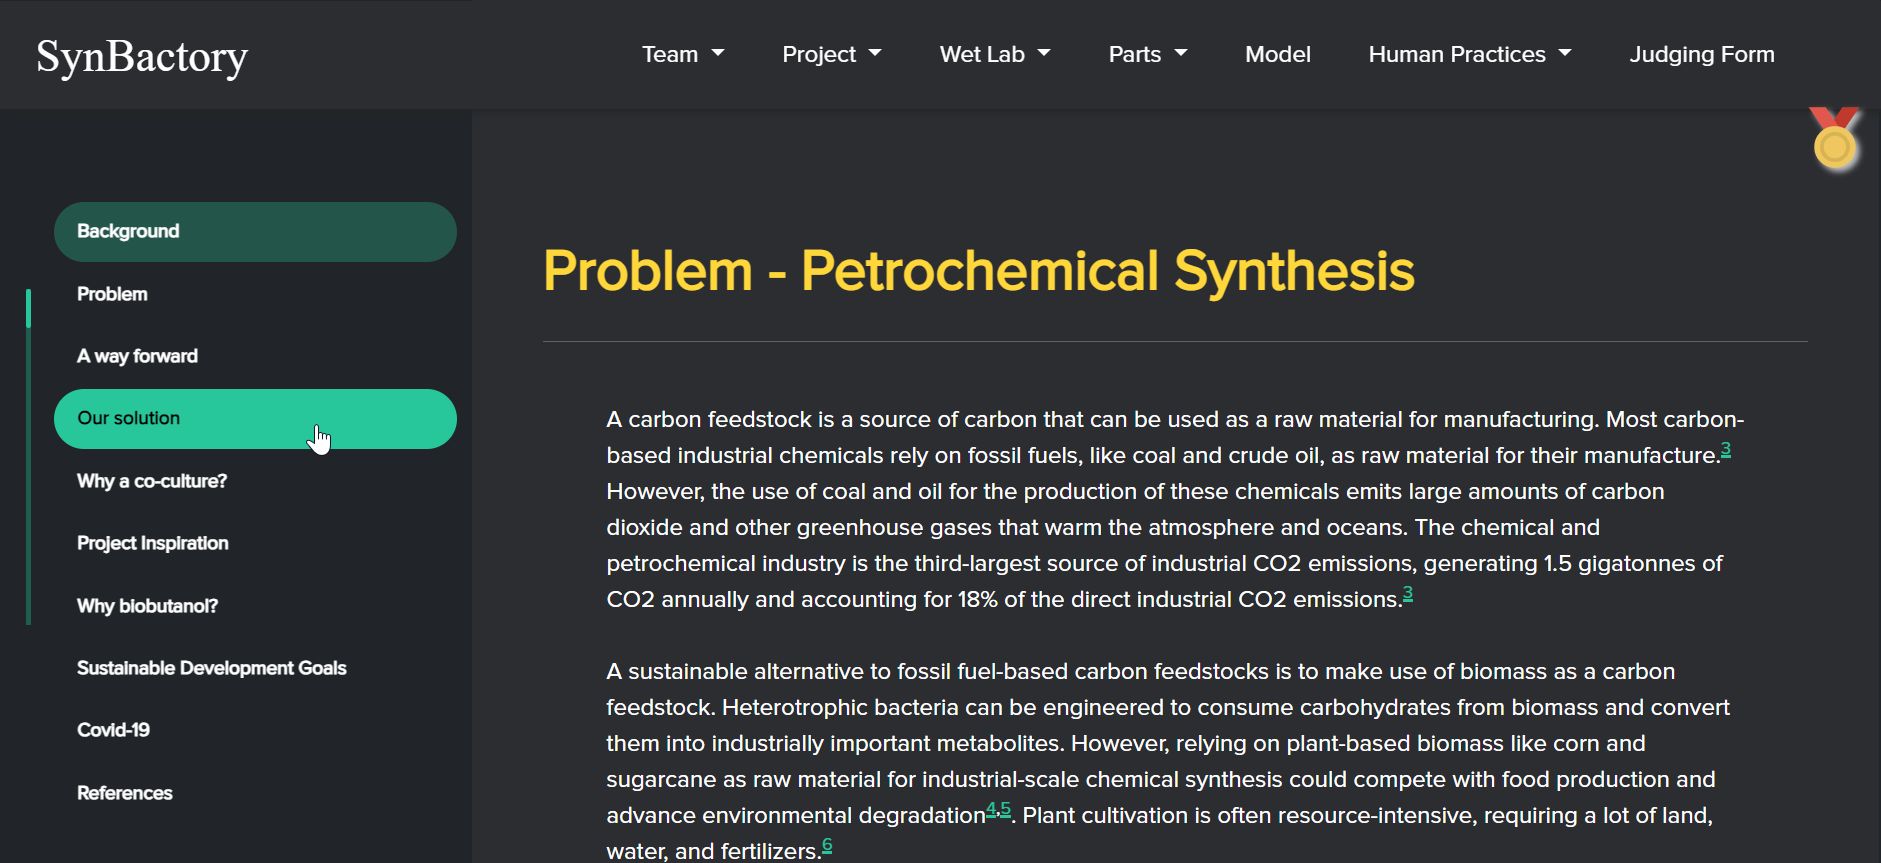 SynBactory
Team
Project
Wet Lab
Parts
Model
Human Practices
Judging Form
Background
Problem
A way forward
Our solution
Why a co-culture?
Project Inspiration
Why biobutanol?
Sustainable Development Goals
Covid-19
References
Problem - Petrochemical Synthesis
A carbon feedstock is a source of carbon that can be used as a raw material for manufacturing. Most carbon-
based industrial chemicals rely on fossil fuels, like coal and crude oil, as raw material for their manufacture.3
However, the use of coal and oil for the production of these chemicals emits large amounts of carbon
dioxide and other greenhouse gases that warm the atmosphere and oceans. The chemical and
petrochemical industry is the third-largest source of industrial CO2 emissions, generating 1.5 gigatonnes of
CO2 annually and accounting for 18% of the direct industrial CO2 emissions.3
A sustainable alternative to fossil fuel-based carbon feedstocks is to make use of biomass as a carbon
feedstock. Heterotrophic bacteria can be engineered to consume carbohydrates from biomass and convert
them into industrially important metabolites. However, relying on plant-based biomass like corn and
sugarcane as raw material for industrial-scale chemical synthesis could compete with food production and
advance environmental degradation4,5. Plant cultivation is often resource-intensive, requiring a lot of land,
water, and fertilizers.6